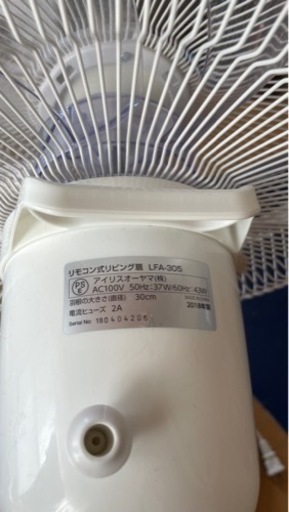 リモコン式リビング扇 LFA-305
PS
E
アイリスオーヤマ(株)
AC100V 50Hz:37W/60Hz:43W
羽根の大きさ(直径) 30cm
電流ヒューズ 2A
2018年製
Serial No 180404206